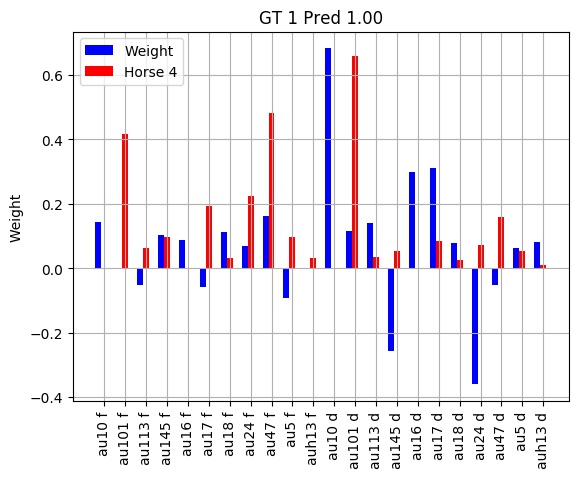 GT 1 Pred 1.00
Weight
Horse 4
Weight
0.6
0.4
0.2
0.0
−0.2
−0.4
au10 f
au101 f
au113 f
au145 f
au16 f
au17 f
au18 f
au24 f
au47 f
au5 f
auh13 f
au10 d
au101 d
au113 d
au145 d
au16 d
au17 d
au18 d
au24 d
au47 d
au5 d
auh13 d